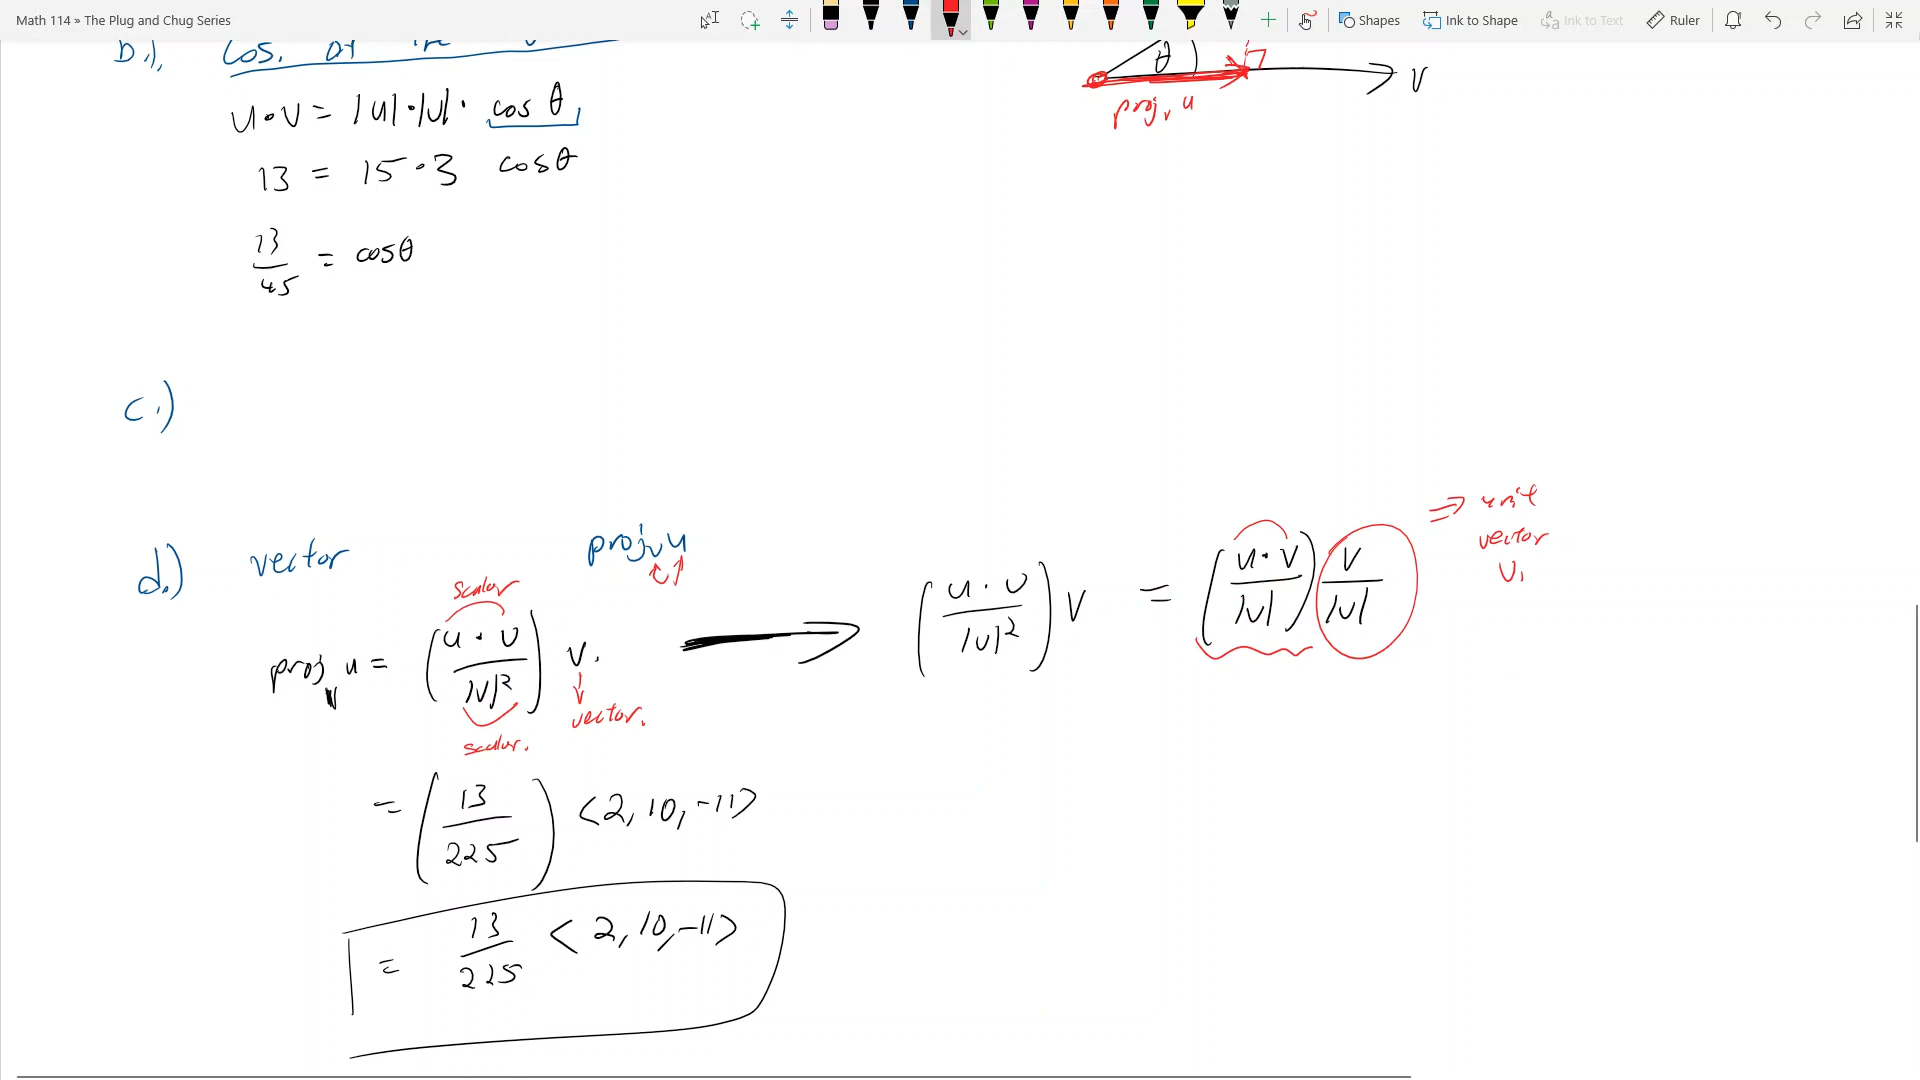 Math 114 » The Plug and Chug Series
Shapes
Ink to Shape
Ink to Text
Ruler
b.).
cos. of the
θ
v
proj_v u
u • v = |u| • |v| • cos θ
13 = 15 • 3 cos θ
13/45 = cos θ
c.)
d.) vector
proj_v u
scalar
proj_v u = (u • v / |v|²) v.
vector.
scalar.
(u · v / |v|²) v = (u • v / |v|) (v / |v|)
⇒ unit
vector
v,
= (13/225) <2, 10, -11>
= 13/225 <2, 10, -11>